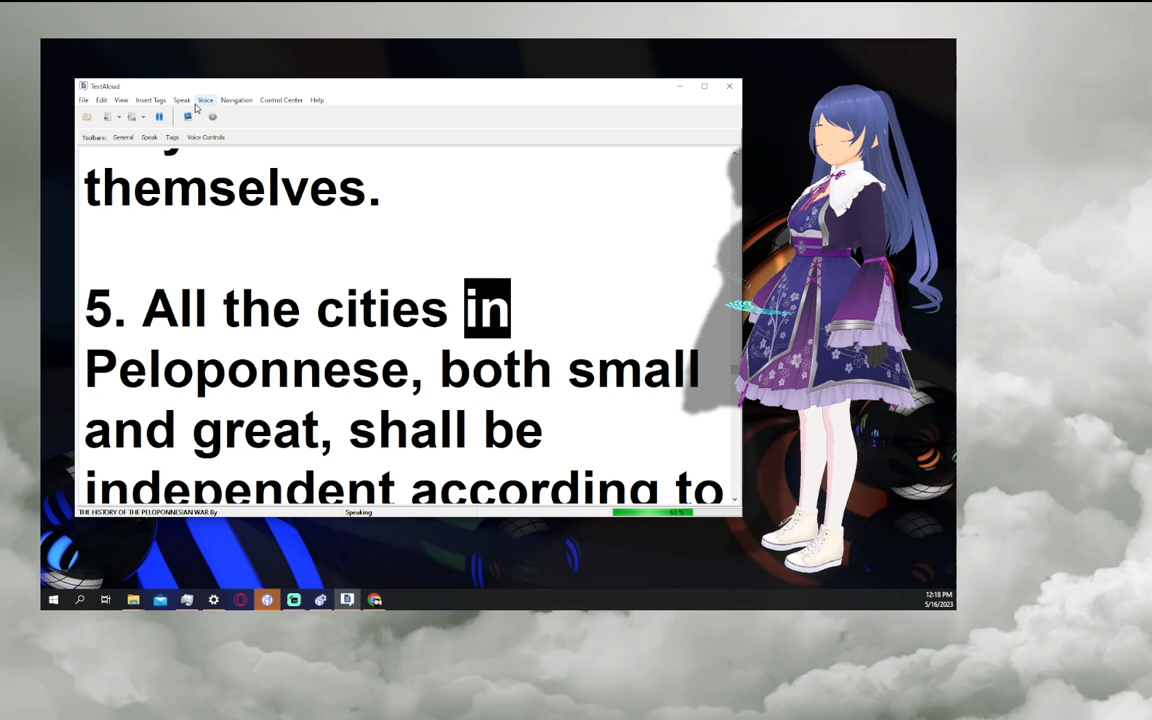 TextAloud
File Edit View Insert Tags Speak Voice Navigation Control Center Help
Toolbars: General Speak Tags Voice Controls
themselves.
5. All the cities in
Peloponnese, both small
and great, shall be
independent according to
THE HISTORY OF THE PELOPONNESIAN WAR By Speaking
12:18 PM
5/16/2023